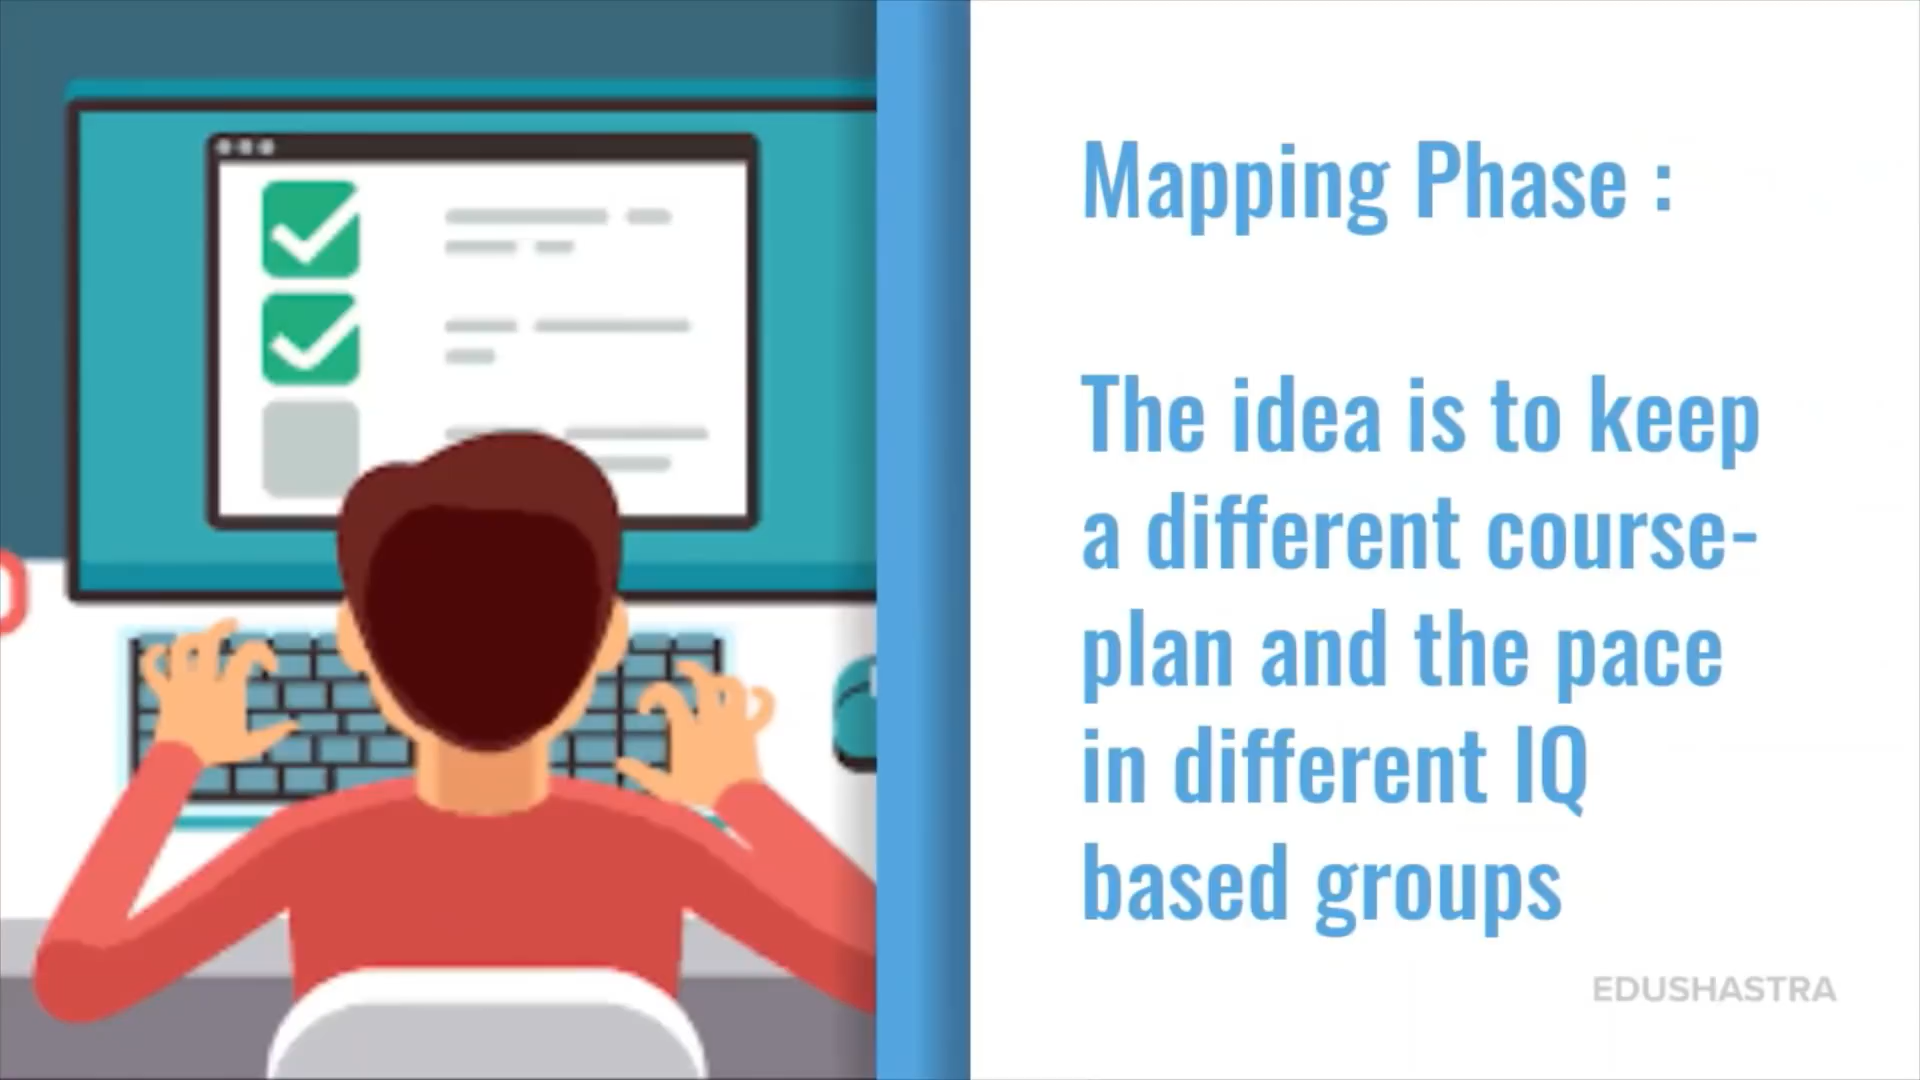 Mapping Phase :
The idea is to keep
a different course-
plan and the pace
in different IQ
based groups
EDUSHASTRA